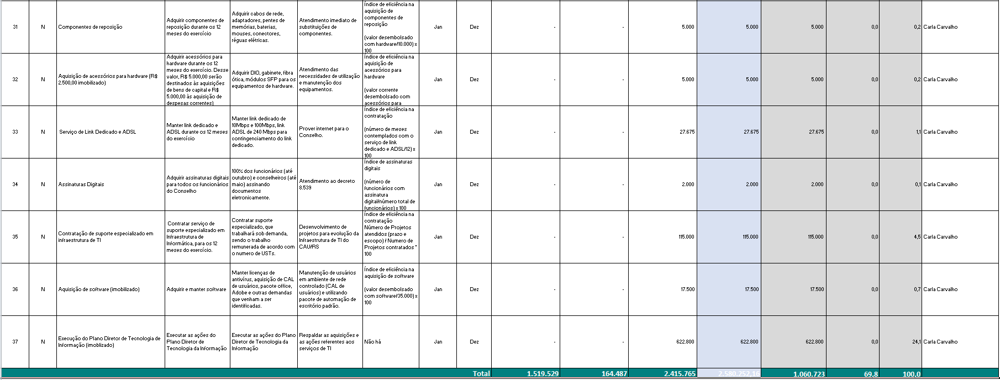 31
N
Componentes de reposição
Adquirir componentes de
reposição durante os 12
meses do exercício
Adquirir cabos de rede,
adaptadores, pentes de
memórias, baterias,
mouses, conectores,
réguas elétricas.
Atendimento imediato de
substituições de
componentes.
Índice de eficiência na
aquisição de
componentes de
reposição
(valor desembolsado
com hardware/10.000) x
100
Jan
Dez
-
-
5.000
5.000
5.000
0,0
0,2
Carla Carvalho
32
N
Aquisição de acessórios para hardware (R$
2.500,00 imobilizado)
Adquirir acessórios para
hardware durante os 12
meses do exercício. Desse
valor, R$ 5.000,00 serão
destinados às aquisições
de bens de capital e R$
5.000,00 às aquisição de
despesas correntes)
Adquirir DIO, gabinete, fibra
ótica, módulos SFP para os
equipamentos de hardware.
Atendimento das
necessidades de utilização
e manutenção dos
equipamentos.
Índice de eficiência na
aquisição de
acessórios para
hardware
(valor corrente
desembolsado com
acessórios para
Jan
Dez
-
-
5.000
5.000
5.000
0,0
0,2
Carla Carvalho
33
N
Serviço de Link Dedicado e ADSL
Manter link dedicado e
ADSL durante os 12 meses
do exercício
Manter link dedicado de
10Mbps e 100Mbps, link
ADSL de 240 Mbps para
contingenciamento do link
dedicado.
Prover internet para o
Conselho.
Índice de eficiência na
contratação
(número de meses
contemplados com o
serviço de link
dedicado e ADSL/12) x
100
Jan
Dez
-
-
27.675
27.675
27.675
0,0
1,1
Carla Carvalho
34
N
Assinaturas Digitais
Adquirir assinaturas digitais
para todos os funcionários
do Conselho
100% dos funcionários (até
outubro) e conselheiros (até
maio) assinando
documentos
eletronicamente.
Atendimento ao decreto
8.539
Índice de assinaturas
digitais
(número de
funcionários com
assinatura
digital/número total de
funcionários) x 100
Jan
Dez
-
-
2.000
2.000
2.000
0,0
0,1
Carla Carvalho
35
N
Contratação de suporte especializado em
infraestrutura de TI
Contratar serviço de
suporte especializado em
Infraestrutura de
Informática, para os 12
meses do exercício.
Contratar suporte
especializado, que
trabalhará sob demanda,
sendo o trabalho
remunerada de acordo com
o numero de USTs.
Desenvolvimento de
projetos para evolução da
Infraestrutura de TI do
CAU/RS
Índice de eficiência na
contratação
Número de Projetos
atendidos (prazo e
escopo) / Numero de
Projetos contratados *
100
Jan
Dez
-
-
115.000
115.000
115.000
0,0
4,5
Carla Carvalho
36
N
Aquisição de software (imobilizado)
Adquirir e manter software
Manter licenças de
antivírus, aquisição de CAL
de usuários, pacote office,
Adobe e outras demandas
que venham a ser
identificadas.
Manutenção de usuários
em ambiente de rede
controlado (CAL de
usuários) e utilizando
pacote de automação de
escritório padrão.
Índice de eficiência na
aquisição de software
(valor desembolsado
com software/35.000) x
100
Jan
Dez
-
-
17.500
17.500
17.500
0,0
0,7
Carla Carvalho
37
N
Execução do Plano Diretor de Tecnologia de
Informação (imoblizado)
Executar as ações do
Plano Diretor de
Tecnologia da Informação
Executar as ações do Plano
Diretor de Tecnologia da
Informação
Respaldar as aquisições e
as ações referentes aos
serviços de TI
Não há
Jan
Dez
-
-
622.800
622.800
622.800
0,0
24,1
Carla Carvalho
Total
1.519.529
164.487
2.415.765
2.580.252,16
1.060.723
69,8
100,0